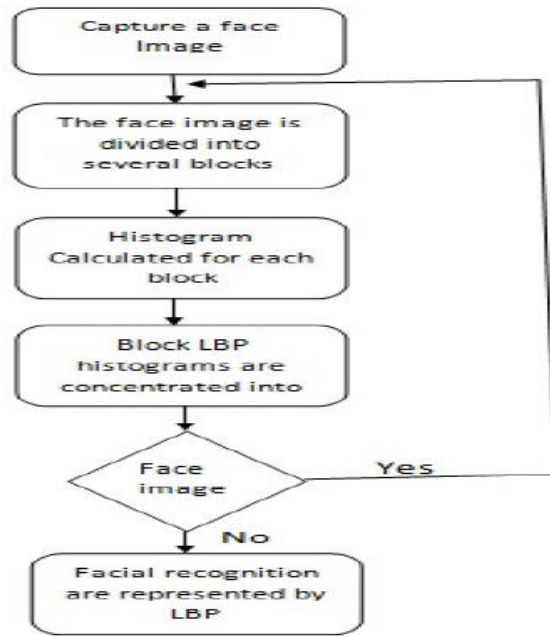 Capture a face
Image
The face image is
divided into
several blocks
Histogram
Calculated for each
block
Block LBP
histograms are
concentrated into
Face
image
Yes
No
Facial recognition
are represented by
LBP